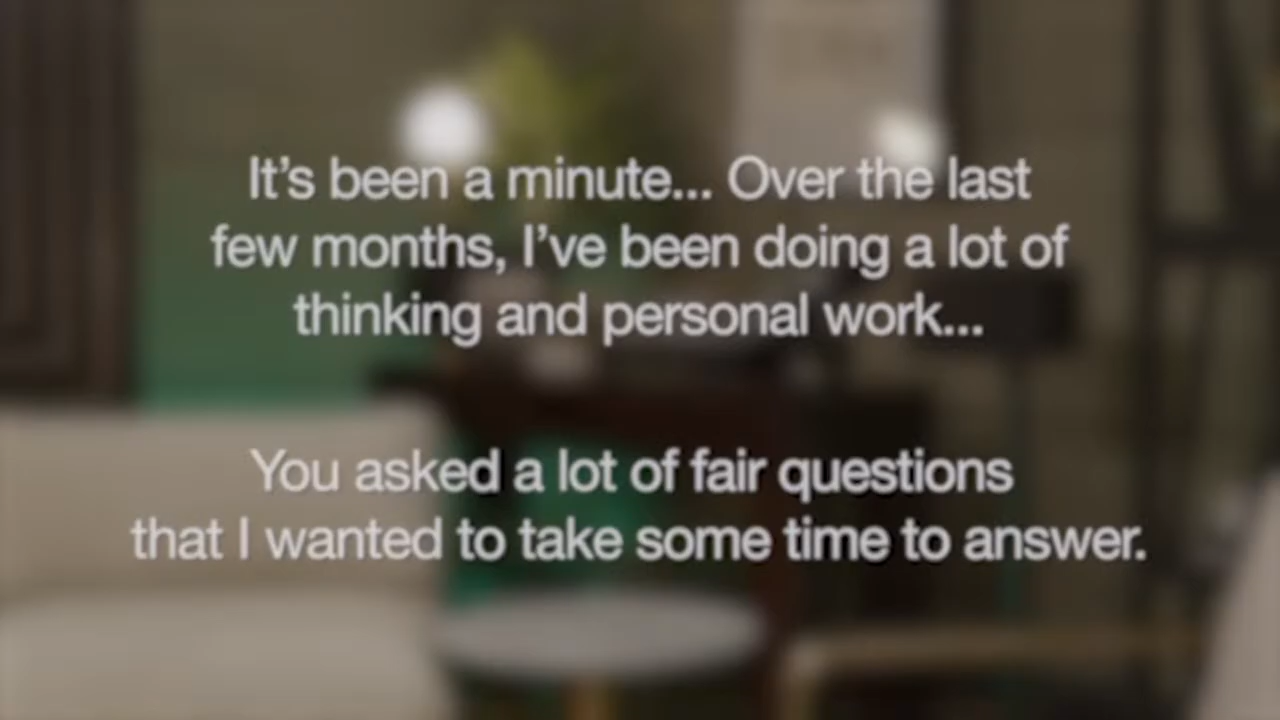 It’s been a minute... Over the last
few months, I’ve been doing a lot of
thinking and personal work...
You asked a lot of fair questions
that I wanted to take some time to answer.